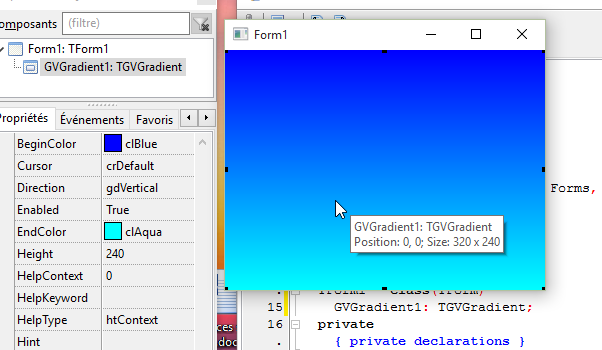 omposants
(filtre)
Form1: TForm1
GVGradient1: TGVGradient
Propriétés
Événements
Favoris
BeginColor clBlue
Cursor crDefault
Direction gdVertical
Enabled True
EndColor clAqua
Height 240
HelpContext 0
HelpKeyword
HelpType htContext
Hint
Form1
Forms,
GVGradient1: TGVGradient
Position: 0, 0; Size: 320 x 240
ces
doc
TForm1 = class(TForm)
15 GVGradient1: TGVGradient;
16 private
{ private declarations }